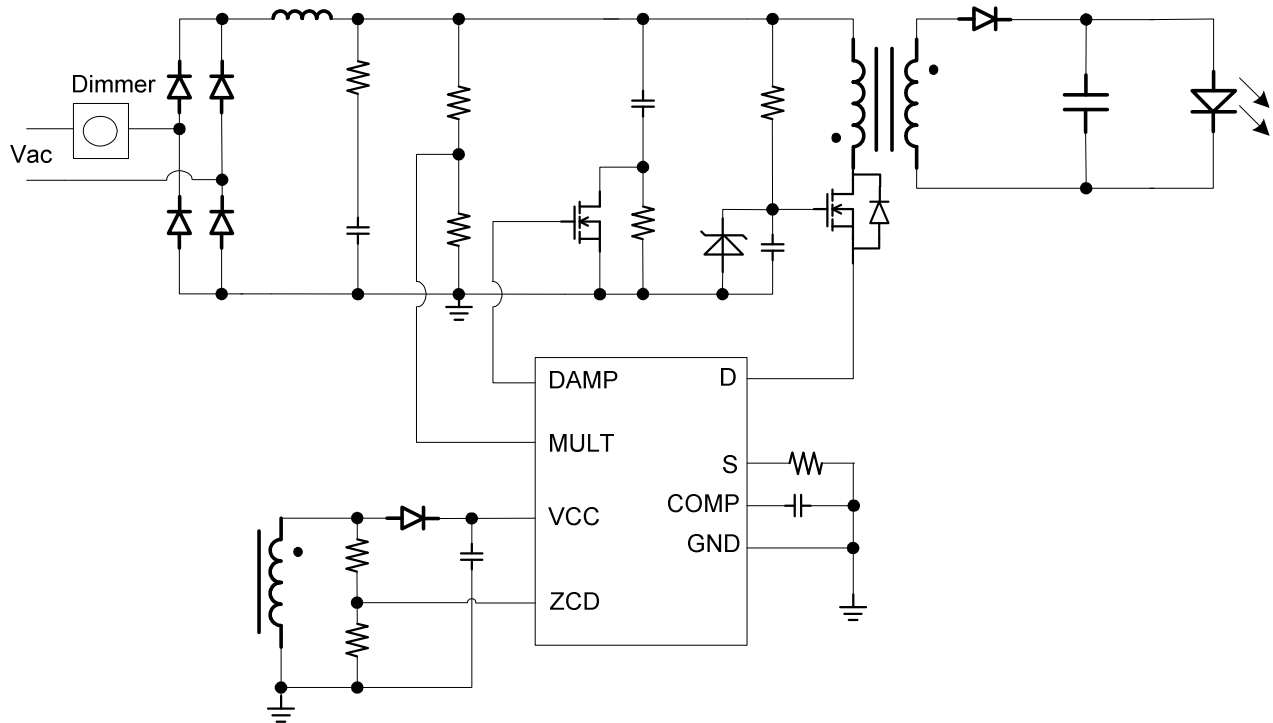 Dimmer
Vac
DAMP
D
MULT
S
COMP
VCC
GND
ZCD